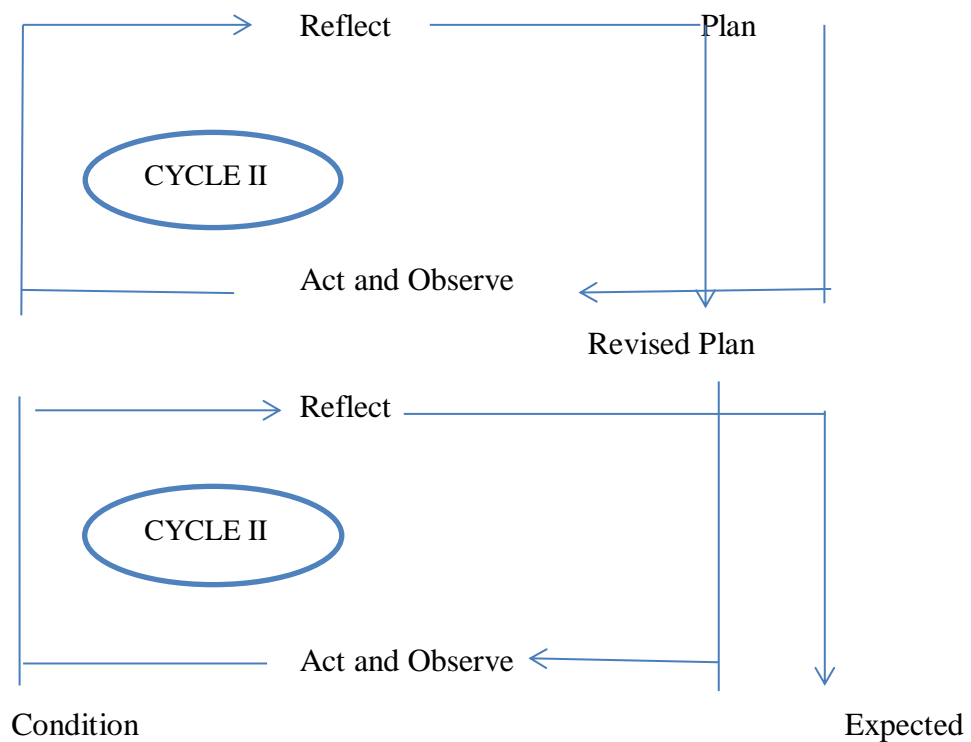 Reflect Plan
CYCLE II
Act and Observe
Revised Plan
Reflect
CYCLE II
Act and Observe
Condition Expected